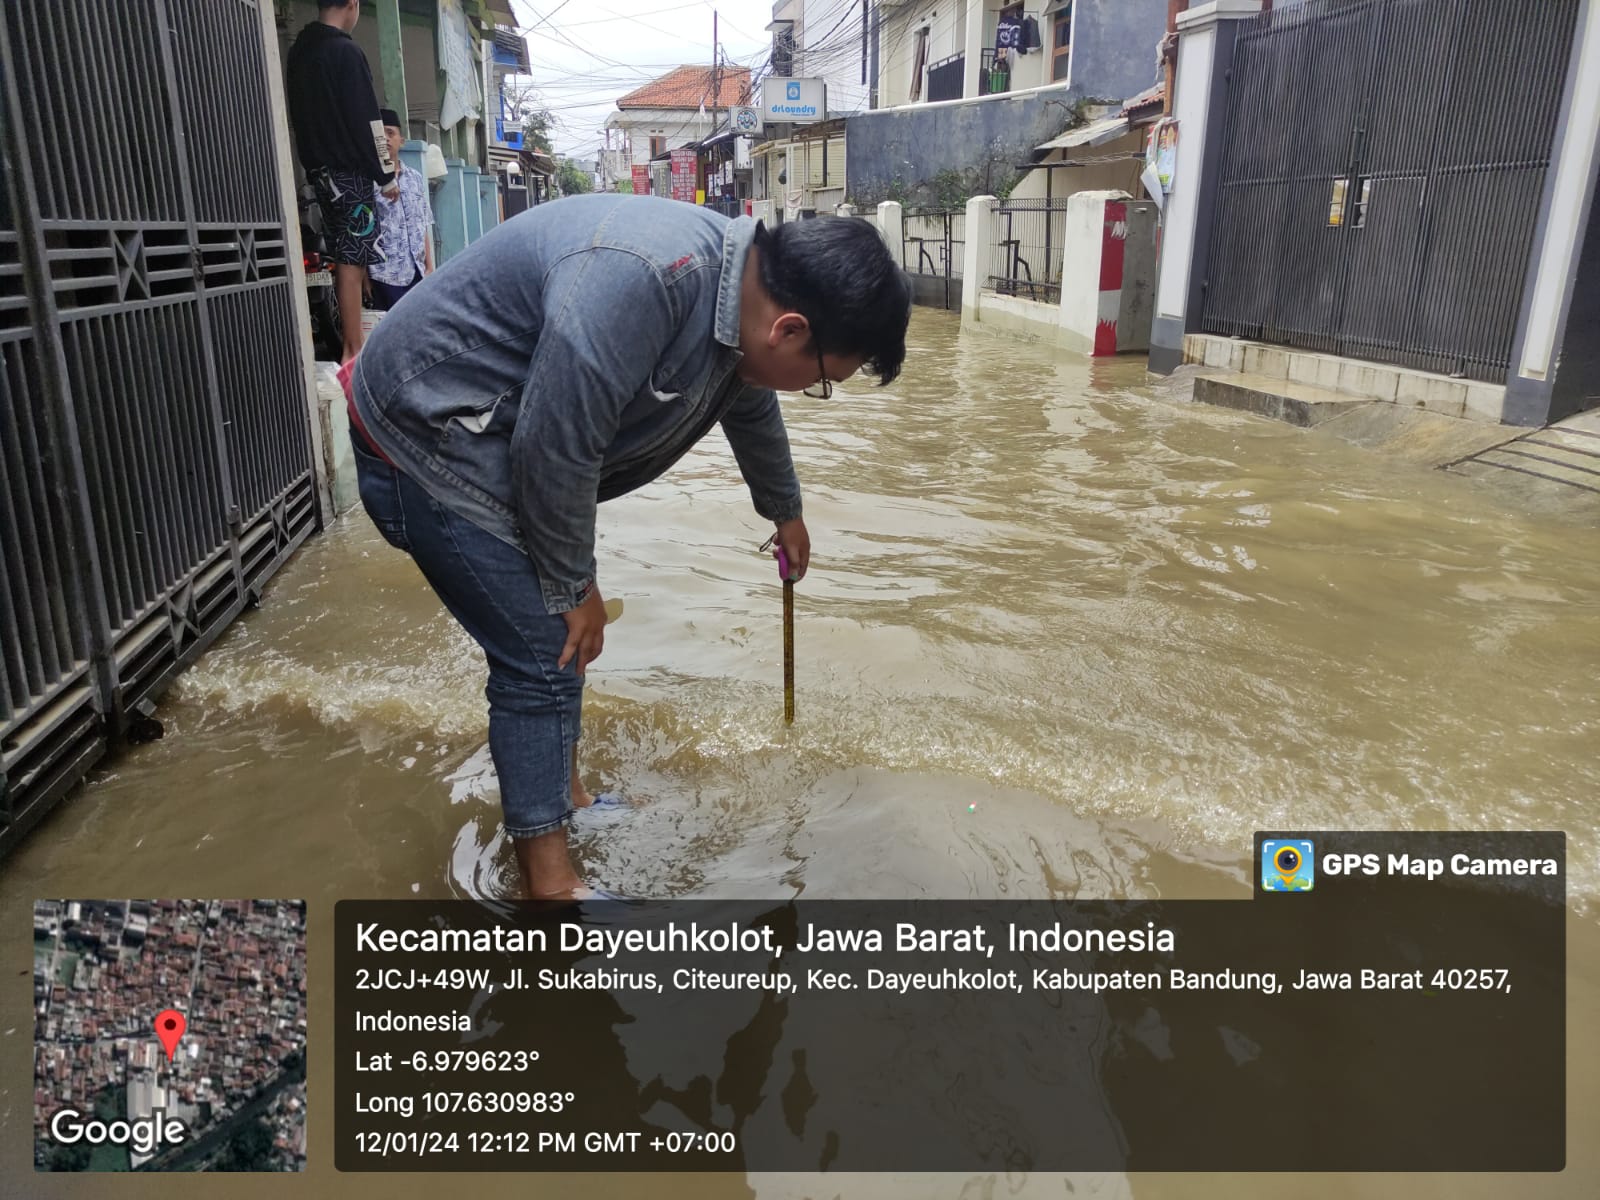 drLaundry
GPS Map Camera
Kecamatan Dayeuhkolot, Jawa Barat, Indonesia
2JCJ+49W, Jl. Sukabirus, Citeureup, Kec. Dayeuhkolot, Kabupaten Bandung, Jawa Barat 40257,
Indonesia
Lat -6.979623°
Long 107.630983°
12/01/24 12:12 PM GMT +07:00
Google